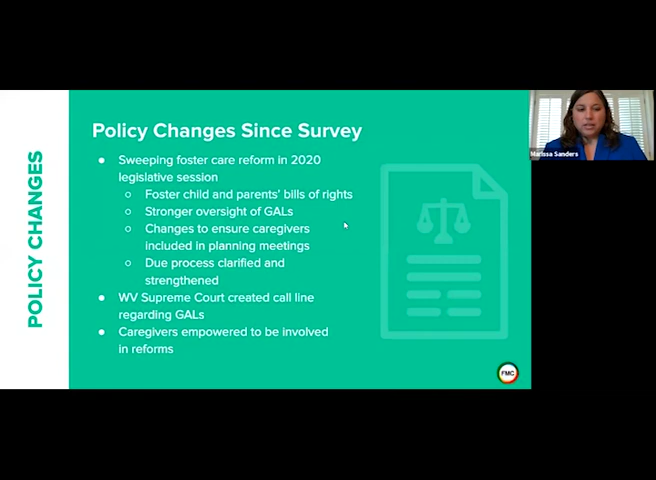 POLICY CHANGES
Policy Changes Since Survey
● Sweeping foster care reform in 2020
legislative session
○ Foster child and parents' bills of rights
○ Stronger oversight of GALs
○ Changes to ensure caregivers
included in planning meetings
○ Due process clarified and
strengthened
● WV Supreme Court created call line
regarding GALs
● Caregivers empowered to be involved
in reforms
FMC
Marissa Sanders